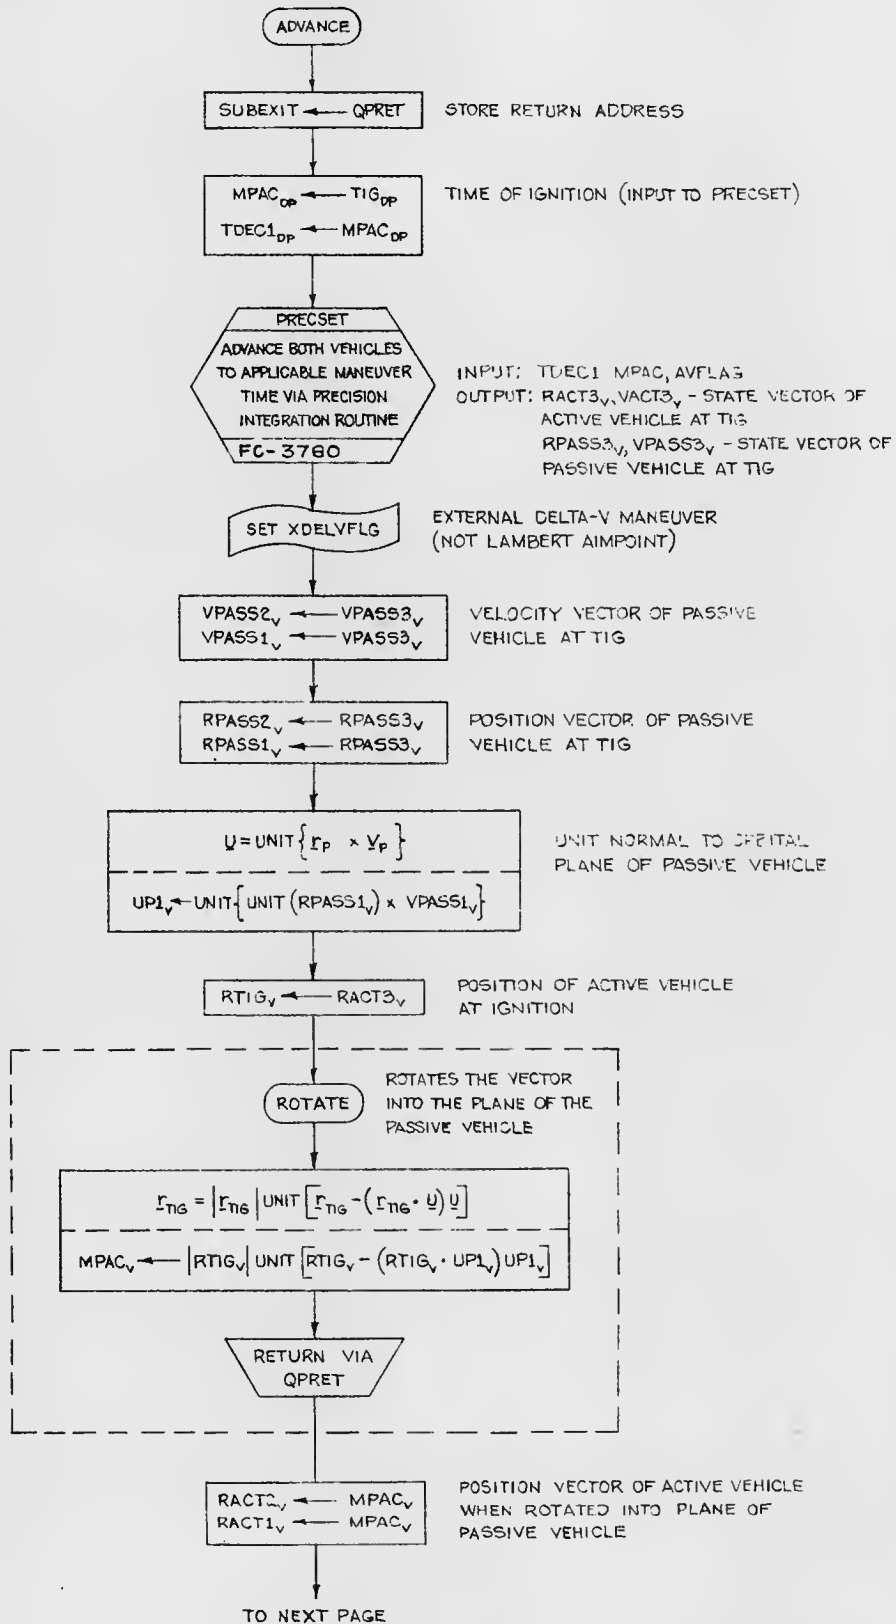 ADVANCE
SUBEXIT ← QPRET
STORE RETURN ADDRESS
MPAC_DP ← TIG_DP
TDEC1_DP ← MPAC_DP
TIME OF IGNITION (INPUT TO PRECSET)
PRECSET
ADVANCE BOTH VEHICLES
TO APPLICABLE MANEUVER
TIME VIA PRECISION
INTEGRATION ROUTINE
FC-3780
INPUT: TDEC1 MPAC, AVFLAG
OUTPUT: RACT3_V, VACT3_V - STATE VECTOR OF
ACTIVE VEHICLE AT TIG
RPASS3_V, VPASS3_V - STATE VECTOR OF
PASSIVE VEHICLE AT TIG
SET XDELVFLG
EXTERNAL DELTA-V MANEUVER
(NOT LAMBERT AIMPOINT)
VPASS2_V ← VPASS3_V
VPASS1_V ← VPASS3_V
VELOCITY VECTOR OF PASSIVE
VEHICLE AT TIG
RPASS2_V ← RPASS3_V
RPASS1_V ← RPASS3_V
POSITION VECTOR OF PASSIVE
VEHICLE AT TIG
U = UNIT{r_P × V_P}
UP1_V ← UNIT{UNIT(RPASS1_V) × VPASS1_V}
UNIT NORMAL TO ORBITAL
PLANE OF PASSIVE VEHICLE
RTIG_V ← RACT3_V
POSITION OF ACTIVE VEHICLE
AT IGNITION
ROTATE
ROTATES THE VECTOR
INTO THE PLANE OF THE
PASSIVE VEHICLE
r_TIG = |r_TIG| UNIT [r_TIG - (r_TIG · U) U]
MPAC_V ← |RTIG_V| UNIT [RTIG_V - (RTIG_V · UP1_V) UP1_V]
RETURN VIA
QPRET
RACT2_V ← MPAC_V
RACT1_V ← MPAC_V
POSITION VECTOR OF ACTIVE VEHICLE
WHEN ROTATED INTO PLANE OF
PASSIVE VEHICLE
TO NEXT PAGE